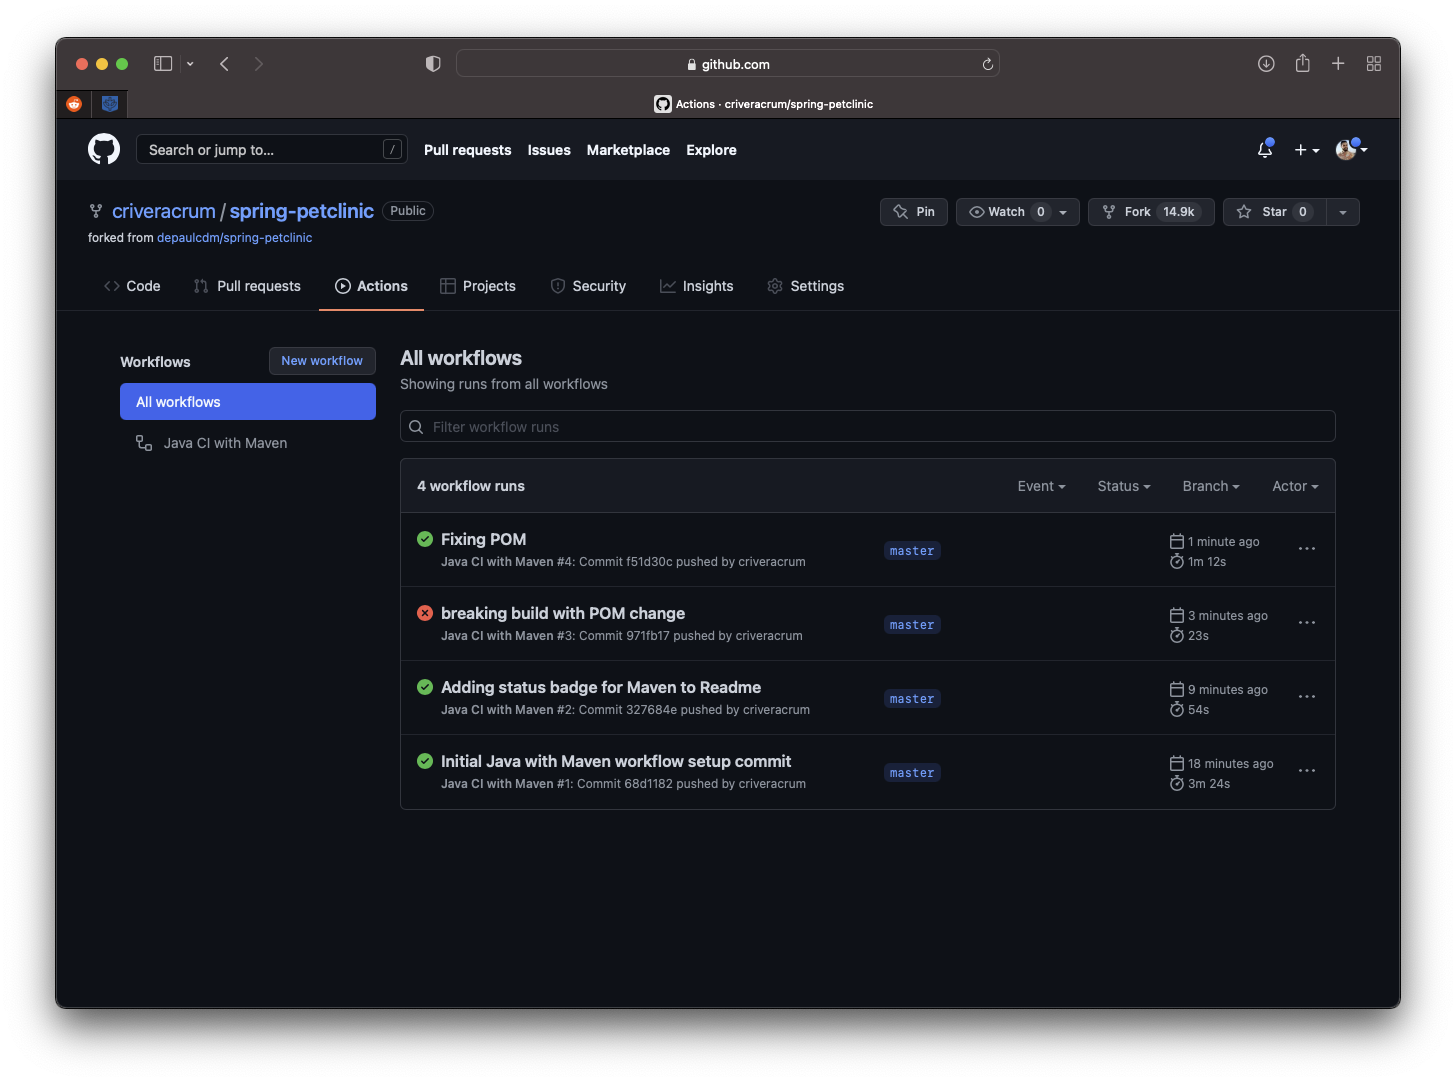 github.com
Actions · criveracrum/spring-petclinic
Search or jump to... /
Pull requests Issues Marketplace Explore
criveracrum / spring-petclinic Public
Pin Watch 0 Fork 14.9k Star 0
forked from depaulcdm/spring-petclinic
Code Pull requests Actions Projects Security Insights Settings
Workflows
New workflow
All workflows
Java CI with Maven
All workflows
Showing runs from all workflows
Filter workflow runs
4 workflow runs Event Status Branch Actor
Fixing POM
Java CI with Maven #4: Commit f51d30c pushed by criveracrum
master
1 minute ago
1m 12s
breaking build with POM change
Java CI with Maven #3: Commit 971fb17 pushed by criveracrum
master
3 minutes ago
23s
Adding status badge for Maven to Readme
Java CI with Maven #2: Commit 327684e pushed by criveracrum
master
9 minutes ago
54s
Initial Java with Maven workflow setup commit
Java CI with Maven #1: Commit 68d1182 pushed by criveracrum
master
18 minutes ago
3m 24s